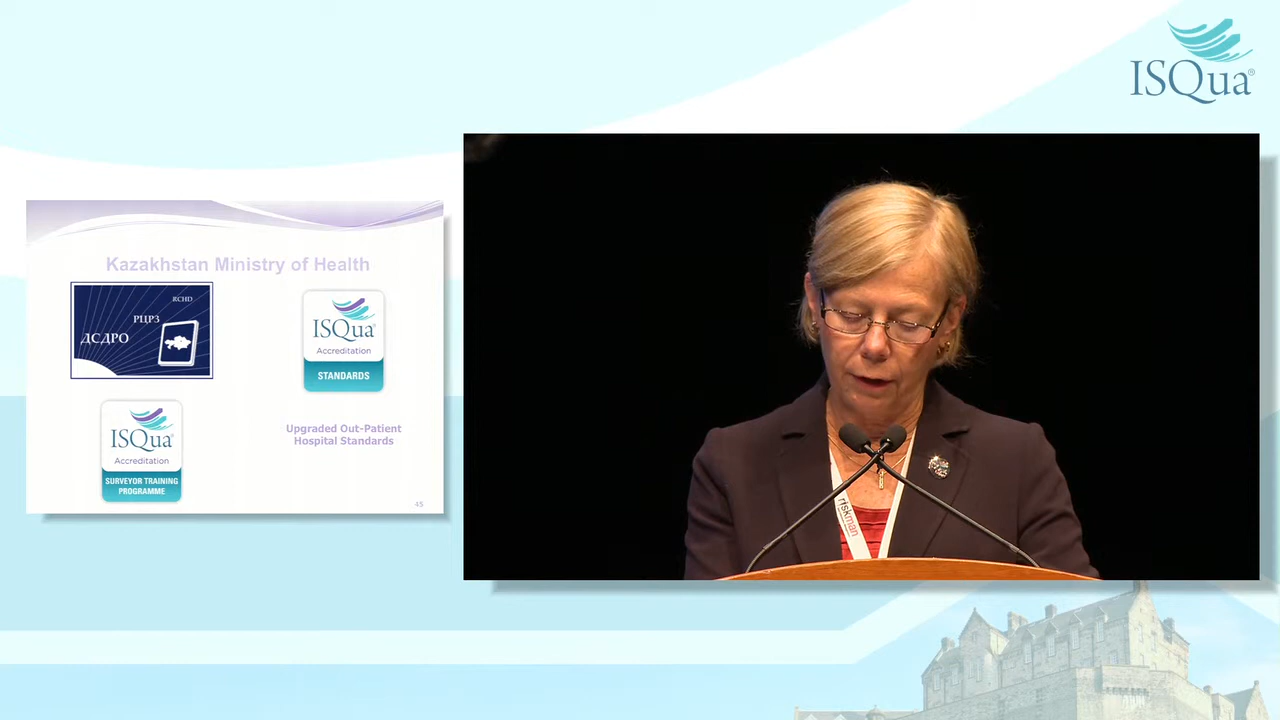 ISQua®
Kazakhstan Ministry of Health
RCHD
РЦРЗ
ДСДРО
ISQua
Accreditation
STANDARDS
Upgraded Out-Patient
Hospital Standards
ISQua
Accreditation
SURVEYOR TRAINING
PROGRAMME
45
riskman